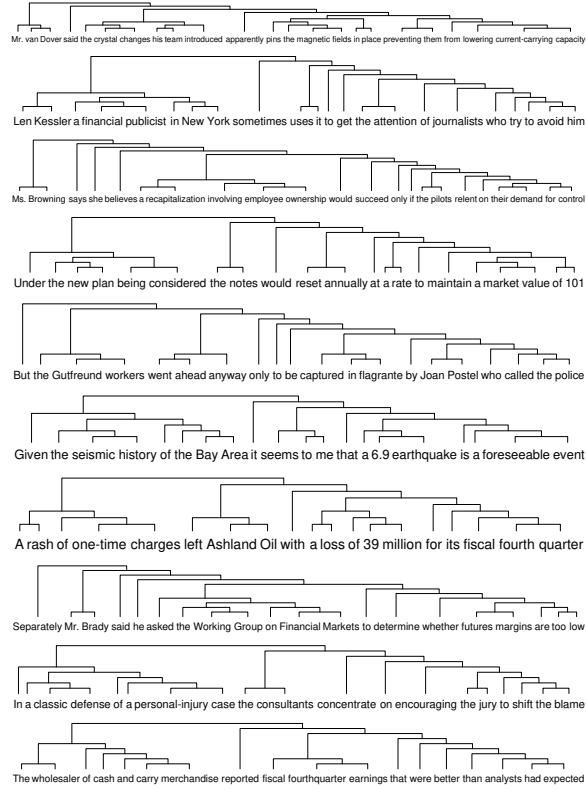 Mr. van Dover said the crystal changes his team introduced apparently pins the magnetic fields in place preventing them from lowering current-carrying capacity
Len Kessler a financial publicist in New York sometimes uses it to get the attention of journalists who try to avoid him
Ms. Browning says she believes a recapitalization involving employee ownership would succeed only if the pilots relent on their demand for control
Under the new plan being considered the notes would reset annually at a rate to maintain a market value of 101
But the Gutfreund workers went ahead anyway only to be captured in flagrante by Joan Postel who called the police
Given the seismic history of the Bay Area it seems to me that a 6.9 earthquake is a foreseeable event
A rash of one-time charges left Ashland Oil with a loss of 39 million for its fiscal fourth quarter
Separately Mr. Brady said he asked the Working Group on Financial Markets to determine whether futures margins are too low
In a classic defense of a personal-injury case the consultants concentrate on encouraging the jury to shift the blame
The wholesaler of cash and carry merchandise reported fiscal fourthquarter earnings that were better than analysts had expected